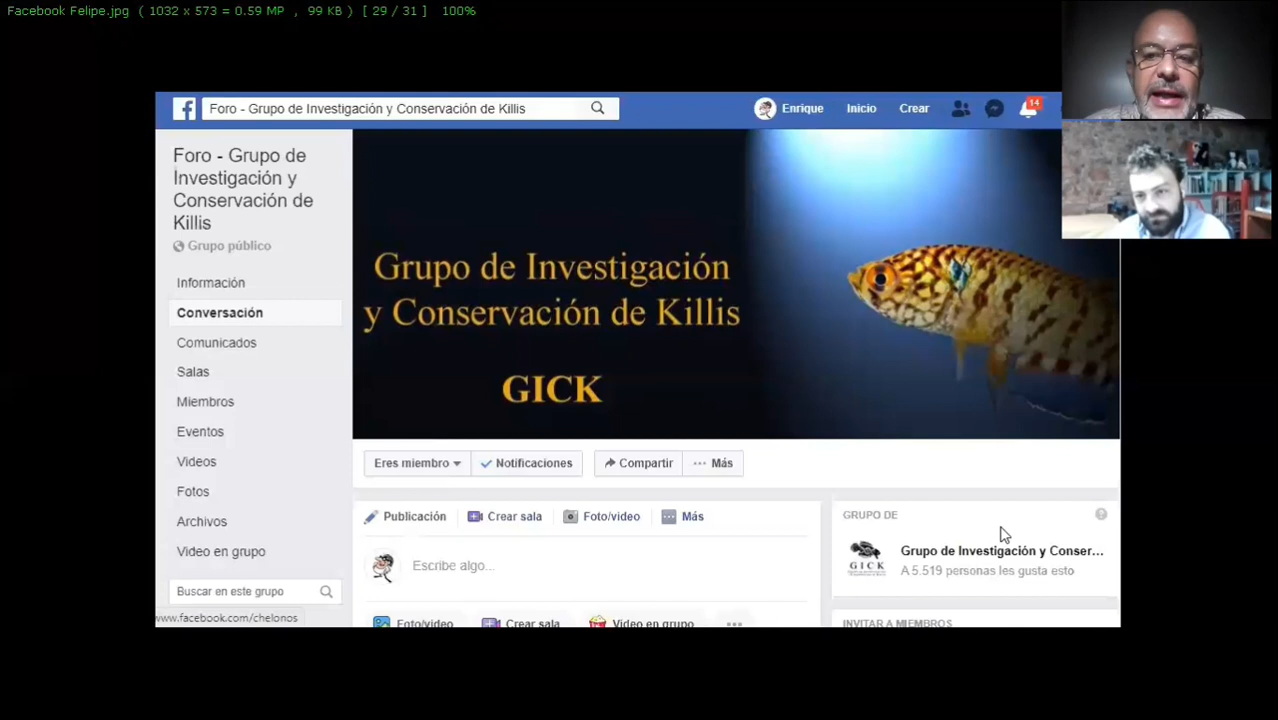 Facebook Felipe.jpg ( 1032 x 573 = 0.59 MP , 99 KB ) [ 29 / 31 ] 100%
Foro - Grupo de Investigación y Conservación de Killis
Enrique Inicio Crear 14
Foro - Grupo de
Investigación y
Conservación de
Killis
Grupo público
Información
Conversación
Comunicados
Salas
Miembros
Eventos
Videos
Fotos
Archivos
Video en grupo
Buscar en este grupo
www.facebook.com/chelonos
Grupo de Investigación
y Conservación de Killis
GICK
Eres miembro Notificaciones Compartir ··· Más
Publicación Crear sala Foto/video Más
Escribe algo...
Foto/video Crear sala Video en grupo
GRUPO DE
GICK
Grupo de Investigación y Conser...
A 5.519 personas les gusta esto
INVITAR A MIEMBROS